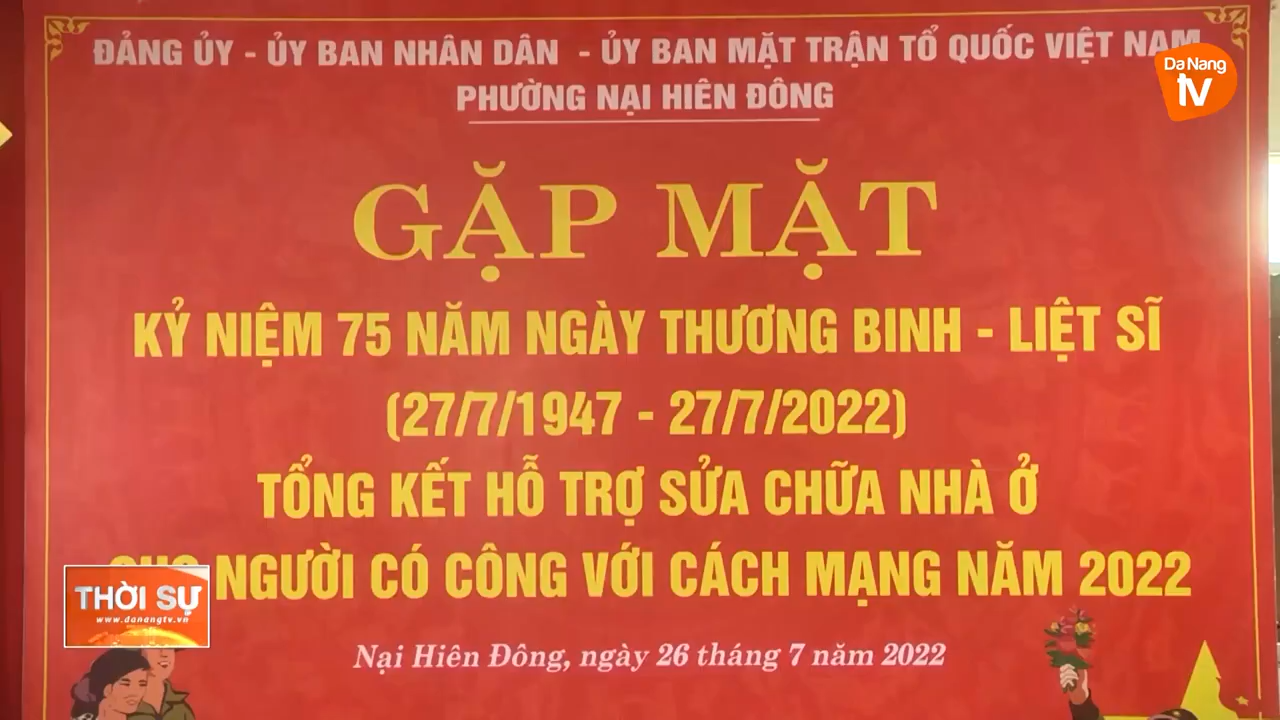 ĐẢNG ỦY - ỦY BAN NHÂN DÂN - ỦY BAN MẶT TRẬN TỔ QUỐC VIỆT NAM
Da Nang
tv
PHƯỜNG NẠI HIÊN ĐÔNG
GẶP MẶT
KỶ NIỆM 75 NĂM NGÀY THƯƠNG BINH - LIỆT SĨ
(27/7/1947 - 27/7/2022)
TỔNG KẾT HỖ TRỢ SỬA CHỮA NHÀ Ở
CHO NGƯỜI CÓ CÔNG VỚI CÁCH MẠNG NĂM 2022
THỜI SỰ
www.danangtv.vn
Nại Hiên Đông, ngày 26 tháng 7 năm 2022